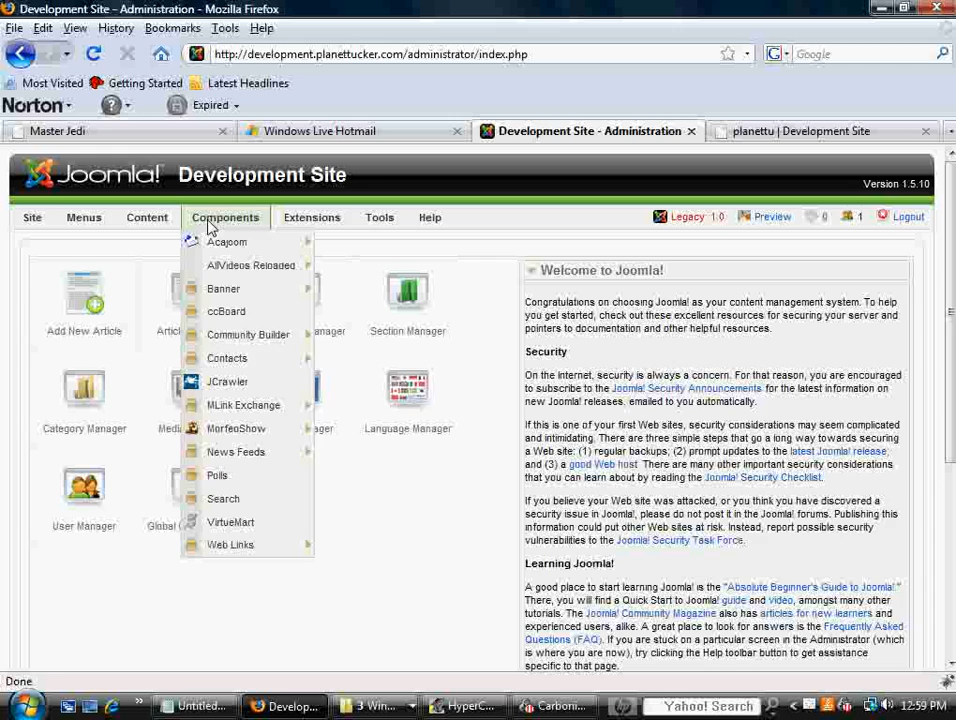 Development Site - Administration - Mozilla Firefox
File Edit View History Bookmarks Tools Help
http://development.planettucker.com/administrator/index.php
Google
Most Visited Getting Started Latest Headlines
Norton Expired
Master Jedi
Windows Live Hotmail
Development Site - Administration
planettu | Development Site
Joomla! Development Site
Version 1.5.10
Site Menus Content Components Extensions Tools Help
Legacy 1.0 Preview 0 1 Logout
Acajoom
AllVideos Reloaded
Banner
ccBoard
Community Builder
Contacts
JCrawler
MLink Exchange
MorfeoShow
News Feeds
Polls
Search
VirtueMart
Web Links
Add New Article
Section Manager
Category Manager
Language Manager
User Manager
Welcome to Joomla!
Congratulations on choosing Joomla! as your content management system. To help
you get started, check out these excellent resources for securing your server and
pointers to documentation and other helpful resources.
Security
On the Internet, security is always a concern. For that reason, you are encouraged
to subscribe to the Joomla! Security Announcements for the latest information on
new Joomla! releases, emailed to you automatically.
If this is one of your first Web sites, security considerations may seem complicated
and intimidating. There are three simple steps that go a long way towards securing
a Web site: (1) regular backups; (2) prompt updates to the latest Joomla! release;
and (3) a good Web host. There are many other important security considerations
that you can learn about by reading the Joomla! Security Checklist.
If you believe your Web site was attacked, or you think you have discovered a
security issue in Joomla!, please do not post it in the Joomla! forums. Publishing this
information could put other Web sites at risk. Instead, report possible security
vulnerabilities to the Joomla! Security Task Force.
Learning Joomla!
A good place to start learning Joomla! is the "Absolute Beginner's Guide to Joomla!."
There, you will find a Quick Start to Joomla! guide and video, amongst many other
tutorials. The Joomla! Community Magazine also has articles for new learners and
experienced users, alike. A great place to look for answers is the Frequently Asked
Questions (FAQ). If you are stuck on a particular screen in the Administrator (which
is where you are now), try clicking the Help toolbar button to get assistance
specific to that page.
Done
Untitled... Develop... 3 Win... HyperC... Carboni... Yahoo! Search 12:59 PM